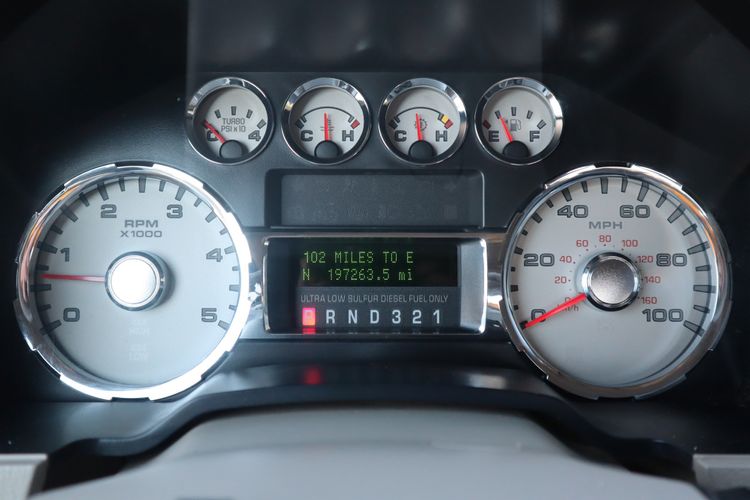 TURBO
PSI X 10
0 4
C H
C H
E F
RPM
X1000
0 1 2 3 4 5
102 MILES TO E
N 197263.5 mi
ULTRA LOW SULFUR DIESEL FUEL ONLY
P R N D 3 2 1
MPH
0 20 40 60 80 100
20 40 60 80 100 120 140 160
km/h